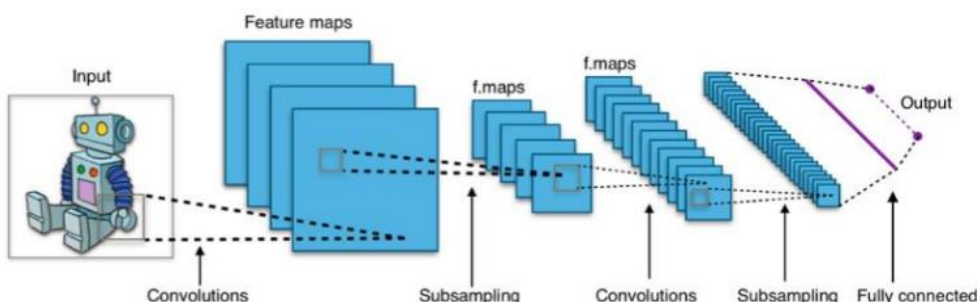 Feature maps
Input
f.maps
f.maps
Output
Convolutions
Subsampling
Convolutions
Subsampling
Fully connected